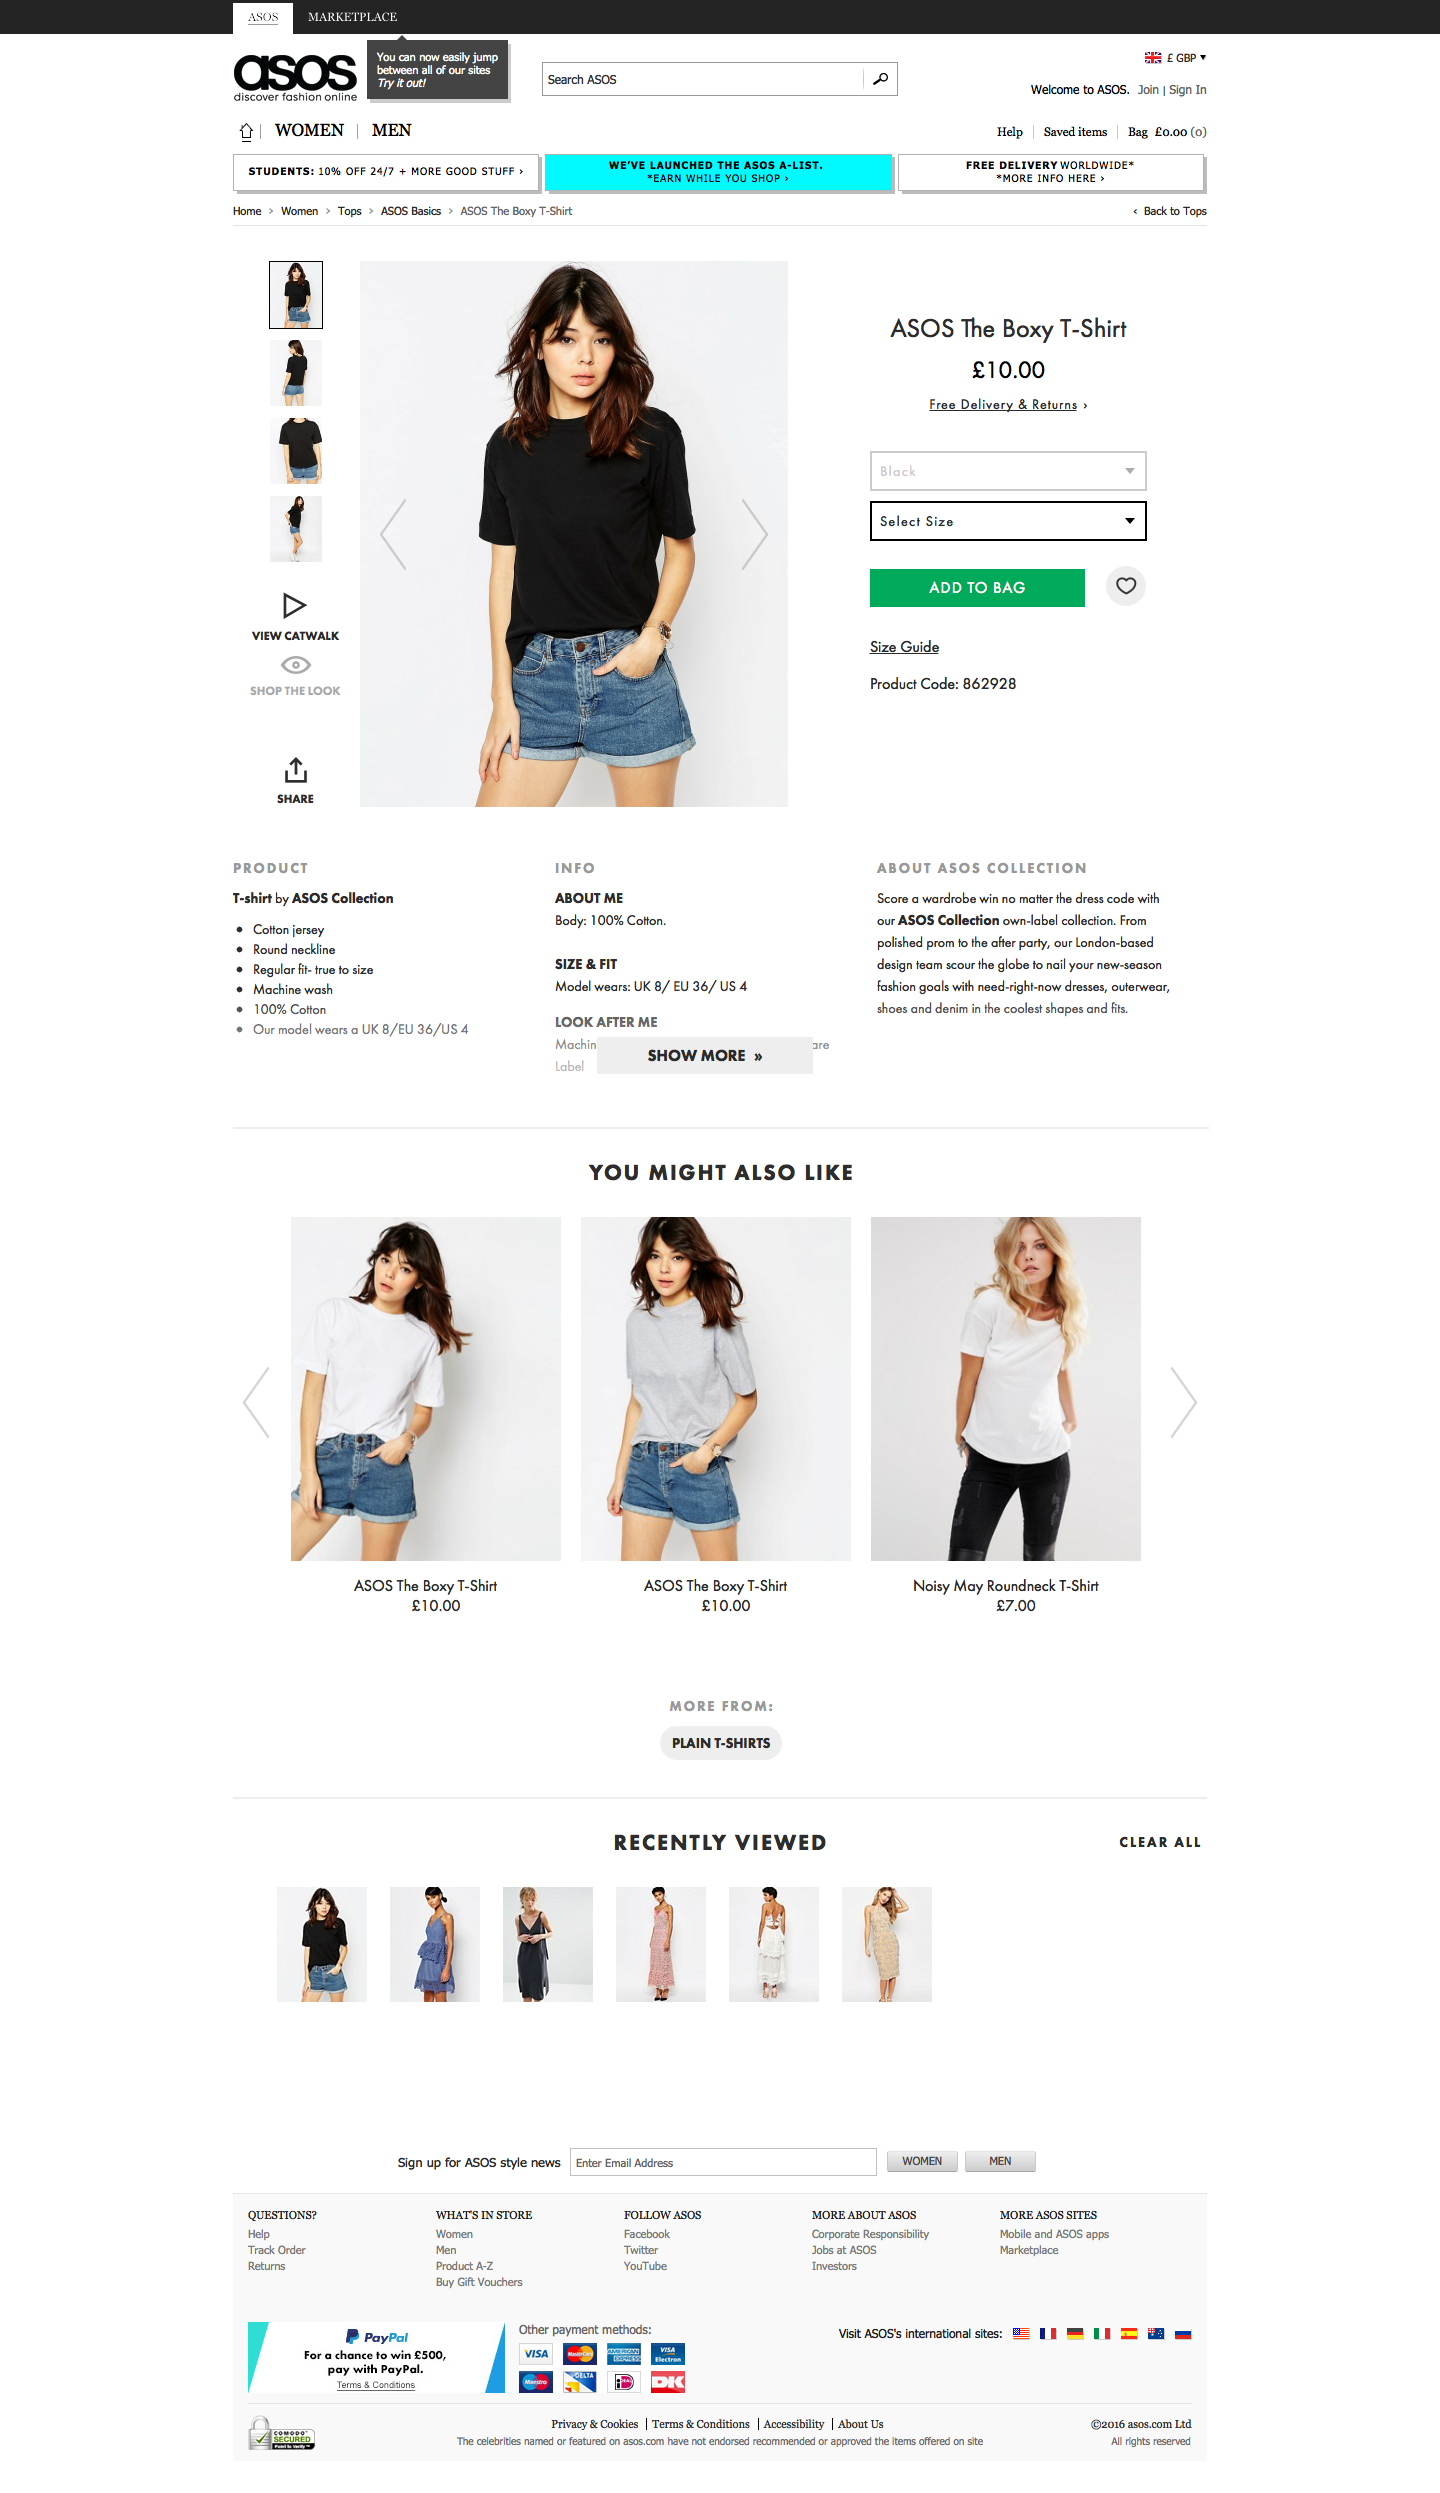 ASOS
MARKETPLACE
You can now easily jump
between all of our sites
Try it out!
asos
discover fashion online
Search ASOS
£ GBP
Welcome to ASOS. Join | Sign In
WOMEN
MEN
Help
Saved items
Bag £0.00 (0)
STUDENTS: 10% OFF 24/7 + MORE GOOD STUFF ›
WE'VE LAUNCHED THE ASOS A-LIST.
*EARN WHILE YOU SHOP ›
FREE DELIVERY WORLDWIDE*
*MORE INFO HERE ›
Home › Women › Tops › ASOS Basics › ASOS The Boxy T-Shirt
‹ Back to Tops
ASOS The Boxy T-Shirt
£10.00
Free Delivery & Returns ›
Black
Select Size
ADD TO BAG
Size Guide
Product Code: 862928
VIEW CATWALK
SHOP THE LOOK
SHARE
PRODUCT
T-shirt by ASOS Collection
• Cotton jersey
• Round neckline
• Regular fit- true to size
• Machine wash
• 100% Cotton
• Our model wears a UK 8/EU 36/US 4
INFO
ABOUT ME
Body: 100% Cotton.
SIZE & FIT
Model wears: UK 8/ EU 36/ US 4
LOOK AFTER ME
Machin are
Label
SHOW MORE »
ABOUT ASOS COLLECTION
Score a wardrobe win no matter the dress code with
our ASOS Collection own-label collection. From
polished prom to the after party, our London-based
design team scour the globe to nail your new-season
fashion goals with need-right-now dresses, outerwear,
shoes and denim in the coolest shapes and fits.
YOU MIGHT ALSO LIKE
ASOS The Boxy T-Shirt
£10.00
ASOS The Boxy T-Shirt
£10.00
Noisy May Roundneck T-Shirt
£7.00
MORE FROM:
PLAIN T-SHIRTS
RECENTLY VIEWED
CLEAR ALL
Sign up for ASOS style news
Enter Email Address
WOMEN
MEN
QUESTIONS?
Help
Track Order
Returns
WHAT'S IN STORE
Women
Men
Product A-Z
Buy Gift Vouchers
FOLLOW ASOS
Facebook
Twitter
YouTube
MORE ABOUT ASOS
Corporate Responsibility
Jobs at ASOS
Investors
MORE ASOS SITES
Mobile and ASOS apps
Marketplace
PayPal
For a chance to win £500,
pay with PayPal.
Terms & Conditions
Other payment methods:
VISA
MasterCard
AMERICAN EXPRESS
VISA Electron
Maestro
DELTA
iDEAL
DK
Visit ASOS's international sites:
COMODO
SECURED
Point to Verify™
Privacy & Cookies | Terms & Conditions | Accessibility | About Us
The celebrities named or featured on asos.com have not endorsed recommended or approved the items offered on site
©2016 asos.com Ltd
All rights reserved